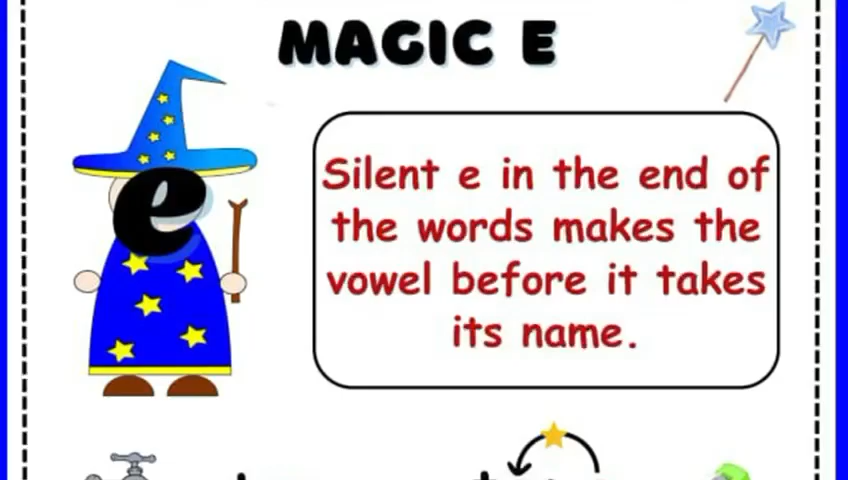 MAGIC E
e
Silent e in the end of
the words makes the
vowel before it takes
its name.